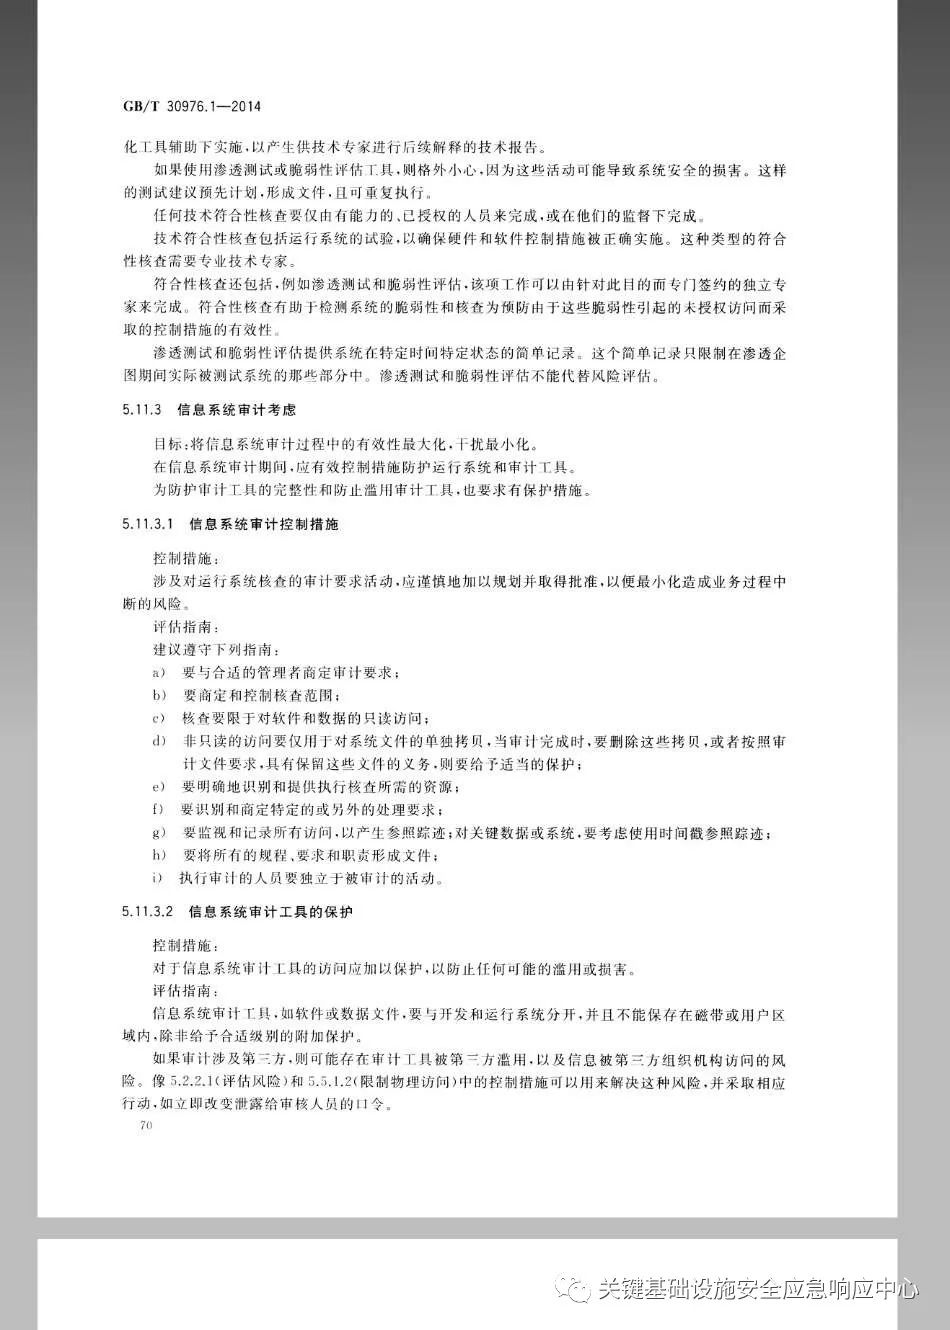 GB/T 30976.1—2014
化工具辅助下实施,以产生供技术专家进行后续解释的技术报告。
如果使用渗透测试或脆弱性评估工具,则格外小心,因为这些活动可能导致系统安全的损害。这样
的测试建议预先计划,形成文件,且可重复执行。
任何技术符合性核查要仅由有能力的、已授权的人员来完成,或在他们的监督下完成。
技术符合性核查包括运行系统的试验,以确保硬件和软件控制措施被正确实施。这种类型的符合
性核查需要专业技术专家。
符合性核查还包括,例如渗透测试和脆弱性评估,该项工作可以由针对此目的而专门签约的独立专
家来完成。符合性核查有助于检测系统的脆弱性和核查为预防由于这些脆弱性引起的未授权访问而采
取的控制措施的有效性。
渗透测试和脆弱性评估提供系统在特定时间特定状态的简单记录。这个简单记录只限制在渗透企
图期间实际被测试系统的那些部分中。渗透测试和脆弱性评估不能代替风险评估。
5.11.3 信息系统审计考虑
目标:将信息系统审计过程中的有效性最大化,干扰最小化。
在信息系统审计期间,应有效控制措施防护运行系统和审计工具。
为防护审计工具的完整性和防止滥用审计工具,也要求有保护措施。
5.11.3.1 信息系统审计控制措施
控制措施:
涉及对运行系统核查的审计要求活动,应谨慎地加以规划并取得批准,以便最小化造成业务过程中
断的风险。
评估指南:
建议遵守下列指南:
a) 要与合适的管理者商定审计要求;
b) 要商定和控制核查范围;
c) 核查要限于对软件和数据的只读访问;
d) 非只读的访问要仅用于对系统文件的单独拷贝,当审计完成时,要删除这些拷贝,或者按照审
计文件要求,具有保留这些文件的义务,则要给予适当的保护;
e) 要明确地识别和提供执行核查所需的资源;
f) 要识别和商定特定的或另外的处理要求;
g) 要监视和记录所有访问,以产生参照踪迹;对关键数据或系统,要考虑使用时间戳参照踪迹;
h) 要将所有的规程、要求和职责形成文件;
i) 执行审计的人员要独立于被审计的活动。
5.11.3.2 信息系统审计工具的保护
控制措施:
对于信息系统审计工具的访问应加以保护,以防止任何可能的滥用或损害。
评估指南:
信息系统审计工具,如软件或数据文件,要与开发和运行系统分开,并且不能保存在磁带或用户区
域内,除非给予合适级别的附加保护。
如果审计涉及第三方,则可能存在审计工具被第三方滥用,以及信息被第三方组织机构访问的风
险。像 5.2.2.1(评估风险)和 5.5.1.2(限制物理访问)中的控制措施可以用来解决这种风险,并采取相应
行动,如立即改变泄露给审核人员的口令。
70
关键基础设施安全应急响应中心